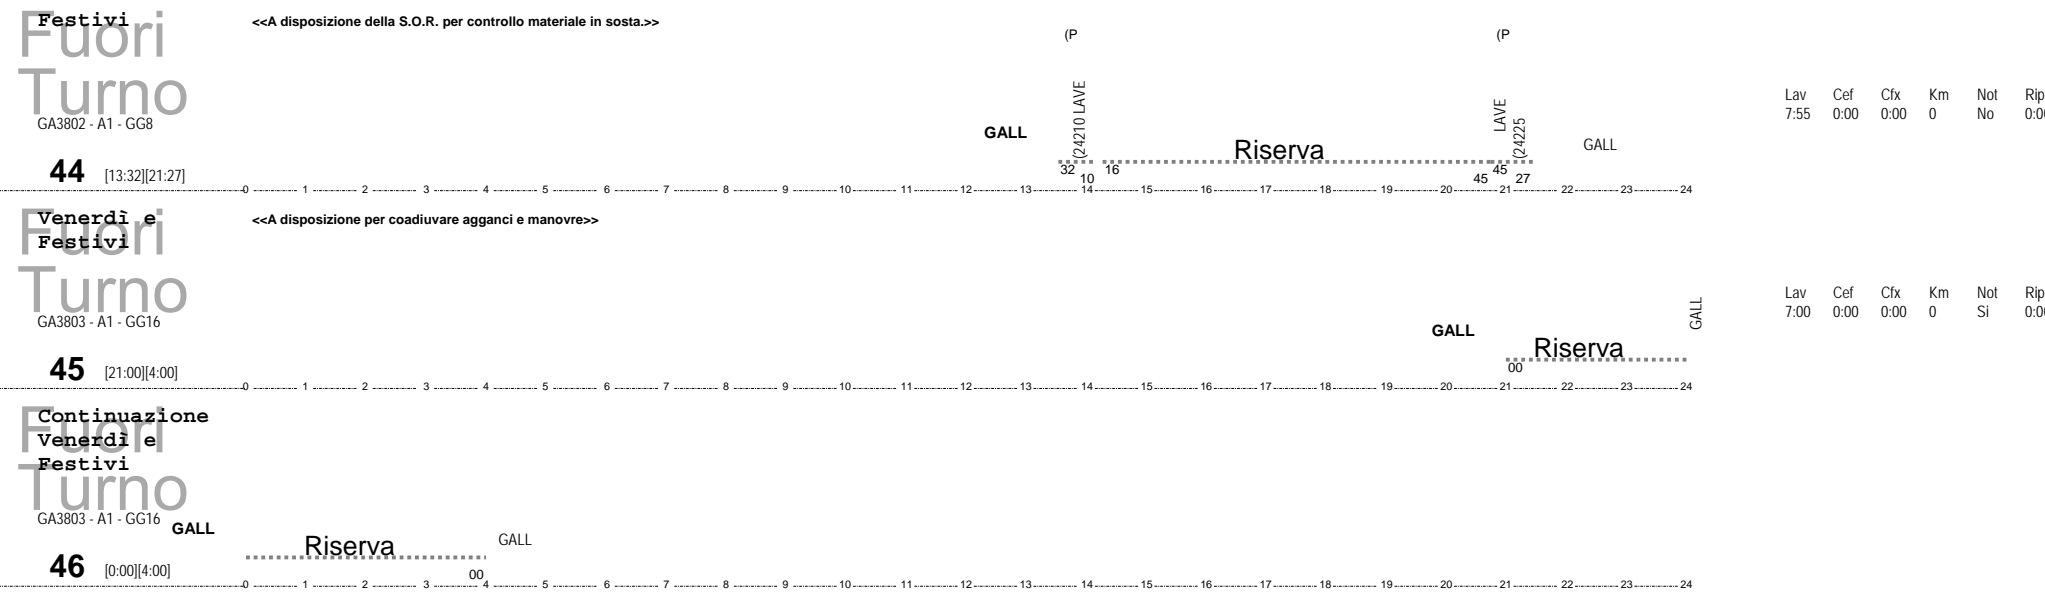 Festivi <<A disposizione della S.O.R. per controllo materiale in sosta.>>
Fuori
Turno
(P (P
Lav Cef Cfx Km Not Rip
7:55 0:00 0:00 0 No 0:00
GA3802 - A1 - GG8
GALL (24210 LAVE Riserva LAVE (24225 GALL
44 [13:32][21:27]
32 10 16 45 45 27
0 1 2 3 4 5 6 7 8 9 10 11 12 13 14 15 16 17 18 19 20 21 22 23 24
Venerdì e
Festivi
<<A disposizione per coadiuvare agganci e manovre>>
Fuori
Turno
Lav Cef Cfx Km Not Rip
7:00 0:00 0:00 0 Si 0:00
GA3803 - A1 - GG16
GALL Riserva GALL
45 [21:00][4:00]
00
0 1 2 3 4 5 6 7 8 9 10 11 12 13 14 15 16 17 18 19 20 21 22 23 24
Continuazione
Venerdì e
Festivi
Fuori
Turno
GA3803 - A1 - GG16
GALL Riserva GALL
46 [0:00][4:00]
00
0 1 2 3 4 5 6 7 8 9 10 11 12 13 14 15 16 17 18 19 20 21 22 23 24